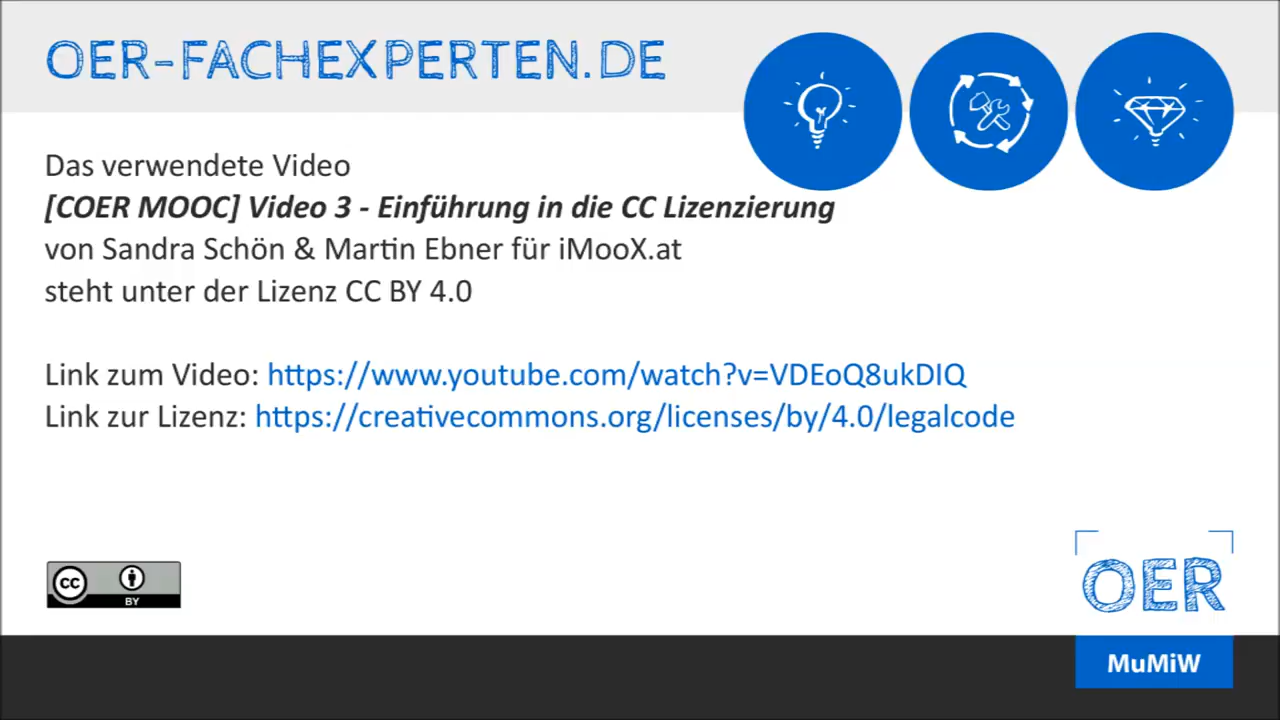 OER-FACHEXPERTEN.DE
Das verwendete Video
[COER MOOC] Video 3 - Einführung in die CC Lizenzierung
von Sandra Schön & Martin Ebner für iMooX.at
steht unter der Lizenz CC BY 4.0
Link zum Video: https://www.youtube.com/watch?v=VDEoQ8ukDIQ
Link zur Lizenz: https://creativecommons.org/licenses/by/4.0/legalcode
cc
BY
OER
MuMiW